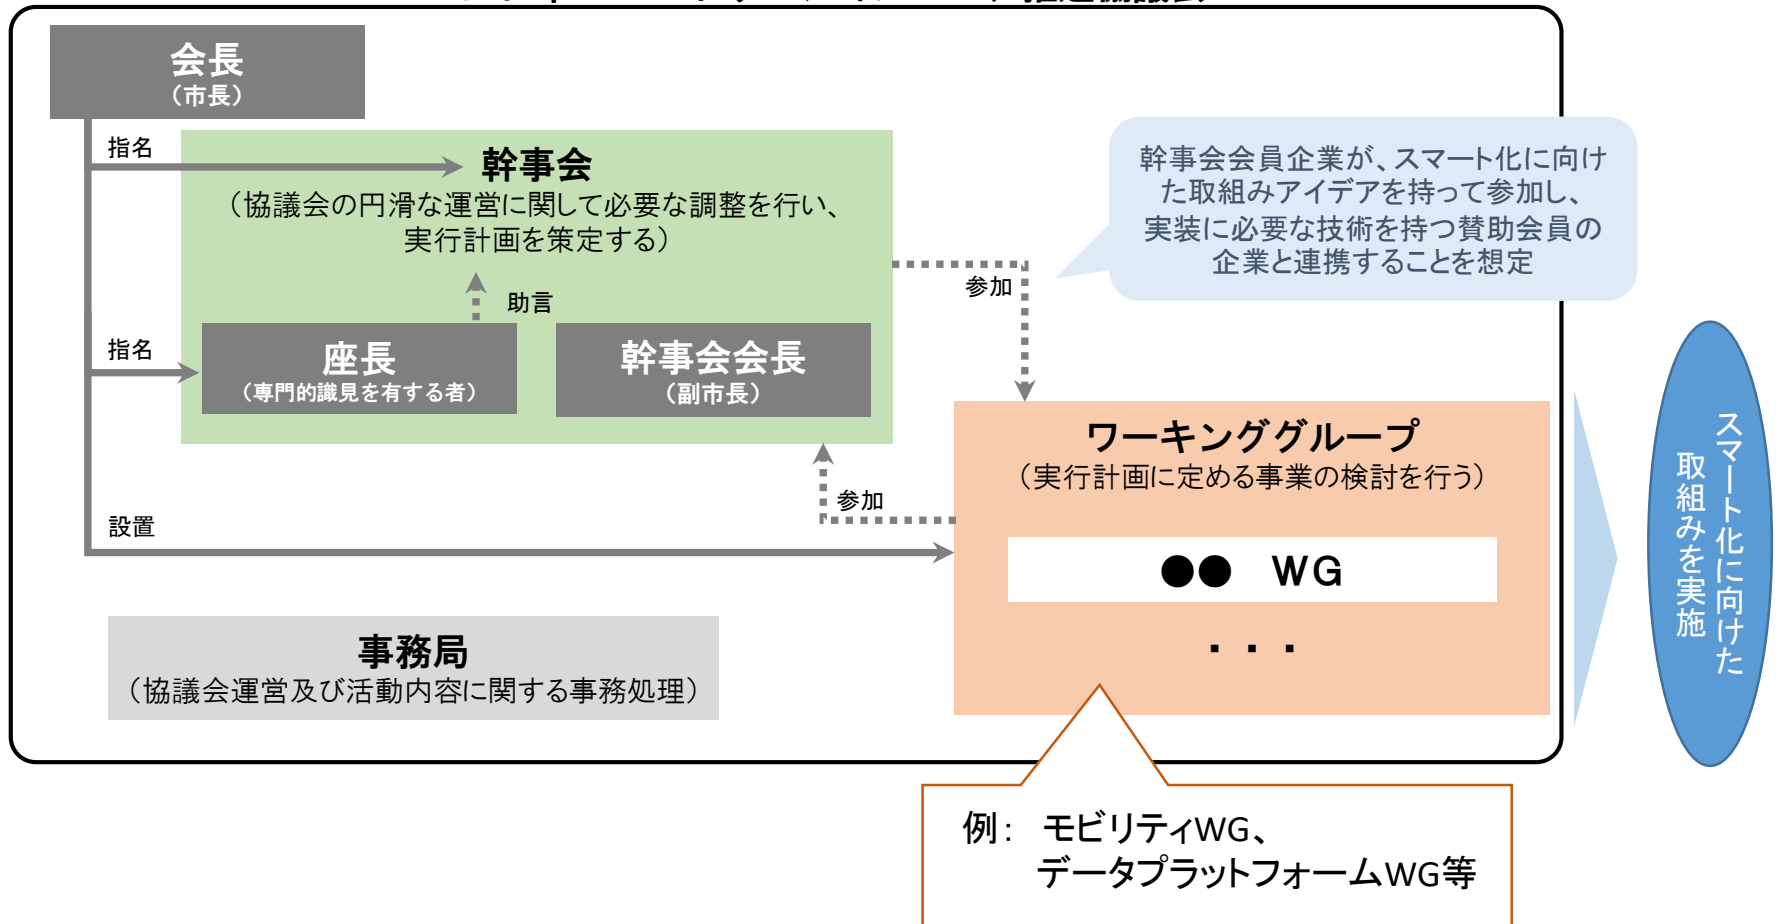 会長
（市長）
指名
幹事会
（協議会の円滑な運営に関して必要な調整を行い、
実行計画を策定する）
幹事会会員企業が、スマート化に向け
た取組みアイデアを持って参加し、
実装に必要な技術を持つ賛助会員の
企業と連携することを想定
参加
助言
指名
座長
（専門的識見を有する者）
幹事会会長
（副市長）
ワーキンググループ
（実行計画に定める事業の検討を行う）
参加
設置
●● WG
・・・
事務局
（協議会運営及び活動内容に関する事務処理）
スマート化に向けた
取組みを実施
例： モビリティWG、
データプラットフォームWG等